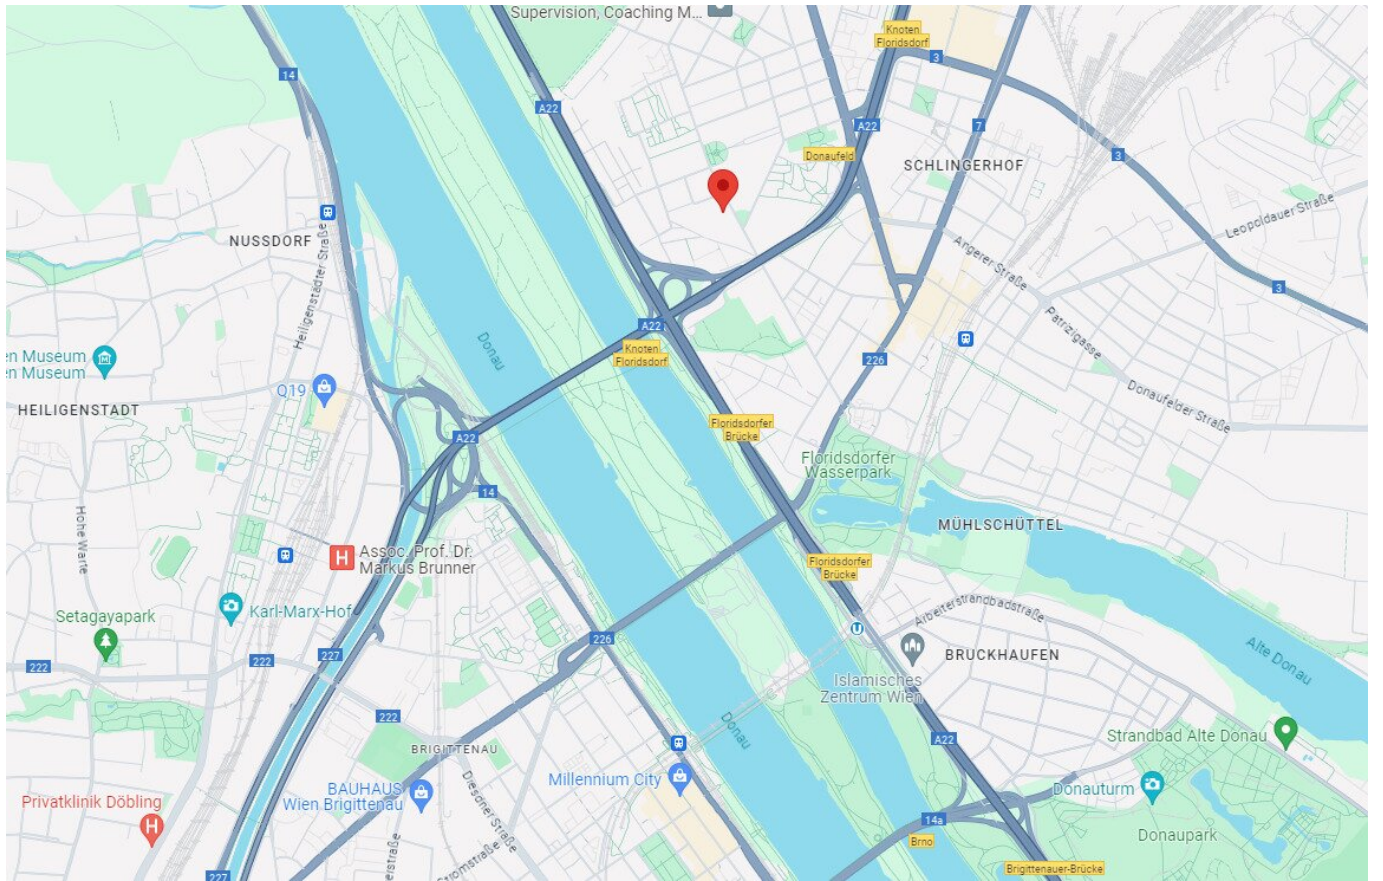 Supervision, Coaching M...
Knoten
Floridsdorf
3
14
A22
A22
7
Donaufeld
3
SCHLINGERHOF
Leopoldauer Straße
NUSSDORF
Heiligenstädter Straße
Angerer Straße
3
A22
Donau
Knoten
Floridsdorf
Patrizigasse
226
en Museum
en Museum
Q19
Donaufelder Straße
HEILIGENSTADT
A22
Floridsdorfer
Brücke
Floridsdorfer
Wasserpark
14
Hohe Warte
MÜHLSCHÜTTEL
H
Assoc. Prof. Dr.
Markus Brunner
Floridsdorfer
Brücke
Setagayapark
Karl-Marx-Hof
Arbeiterstrandbadstraße
U
226
222
222
227
BRUCKHAUFEN
Islamisches
Zentrum Wien
Alte Donau
222
Donau
A22
Strandbad Alte Donau
BRIGITTENAU
BAUHAUS
Wien Brigittenau
Millennium City
Dresdner Straße
Donauturm
Privatklinik Döbling
H
14a
Brno
Donaupark
Stromstraße
Brigittenauer-Brücke
227